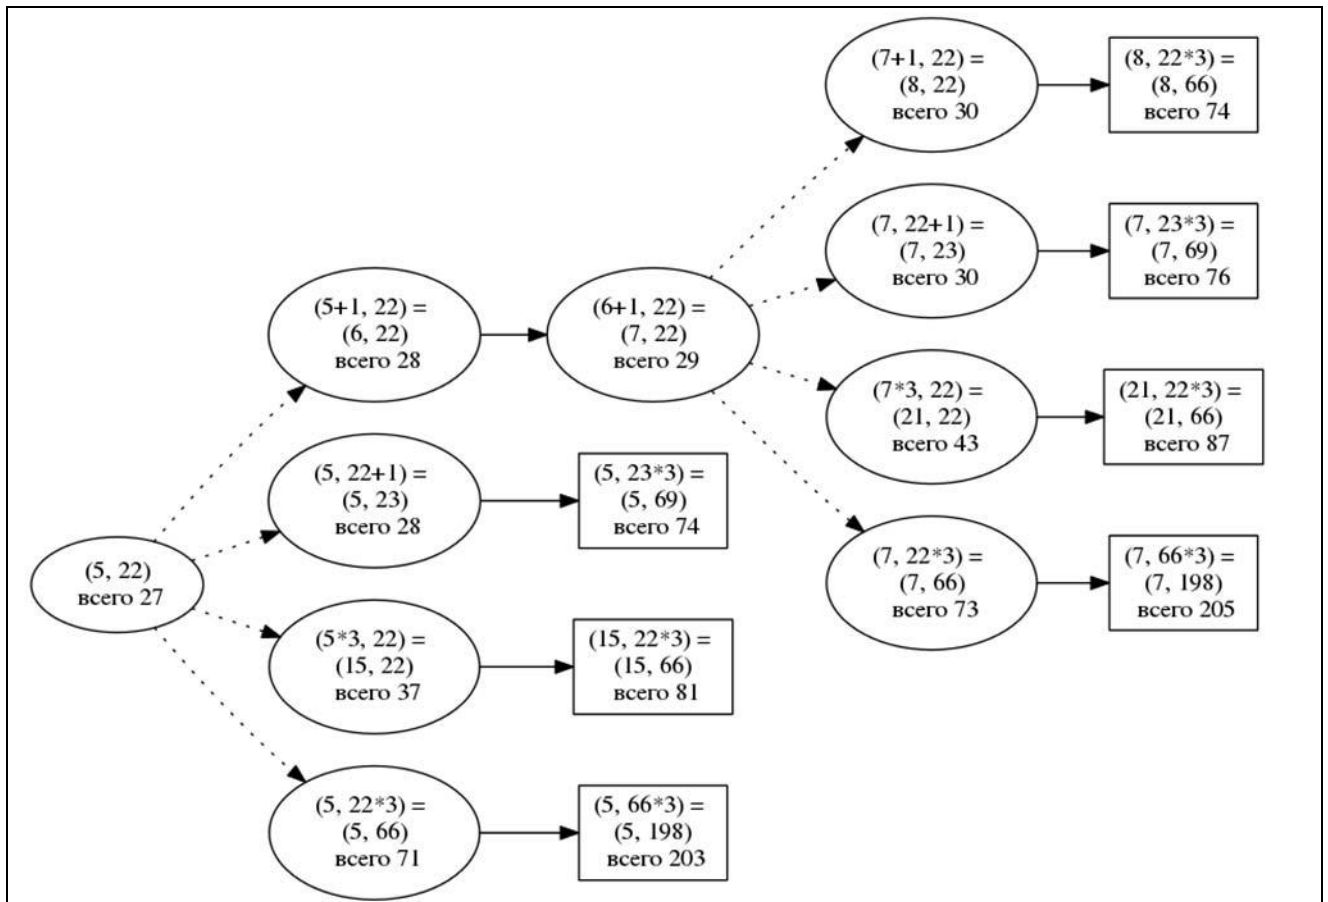 (5, 22)
всего 27
(5+1, 22) =
(6, 22)
всего 28
(5, 22+1) =
(5, 23)
всего 28
(5*3, 22) =
(15, 22)
всего 37
(5, 22*3) =
(5, 66)
всего 71
(6+1, 22) =
(7, 22)
всего 29
(5, 23*3) =
(5, 69)
всего 74
(15, 22*3) =
(15, 66)
всего 81
(5, 66*3) =
(5, 198)
всего 203
(7+1, 22) =
(8, 22)
всего 30
(7, 22+1) =
(7, 23)
всего 30
(7*3, 22) =
(21, 22)
всего 43
(7, 22*3) =
(7, 66)
всего 73
(8, 22*3) =
(8, 66)
всего 74
(7, 23*3) =
(7, 69)
всего 76
(21, 22*3) =
(21, 66)
всего 87
(7, 66*3) =
(7, 198)
всего 205